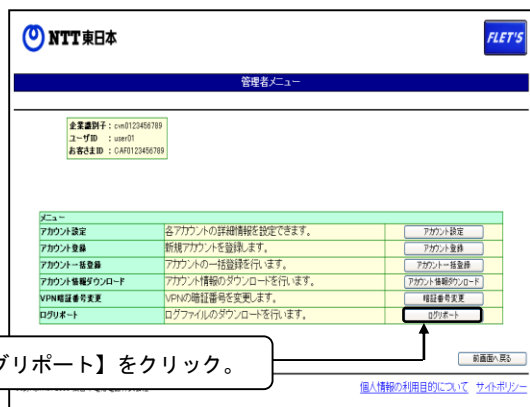 NTT東日本
FLET'S
管理者メニュー
企業識別子：cvn0123456789
ユーザID ：user01
お客さまID ：CAF0123456789
メニュー
アカウント設定 各アカウントの詳細情報を設定できます。 アカウント設定
アカウント登録 新規アカウントを登録します。 アカウント登録
アカウント一括登録 アカウントの一括登録を行います。 アカウント一括登録
アカウント情報ダウンロード アカウント情報のダウンロードを行います。 アカウント情報ダウンロード
VPN暗証番号変更 VPNの暗証番号を変更します。 暗証番号変更
ログリポート ログファイルのダウンロードを行います。 ログリポート
グリポート】をクリック。
前画面へ戻る
個人情報の利用目的について サイトポリシー